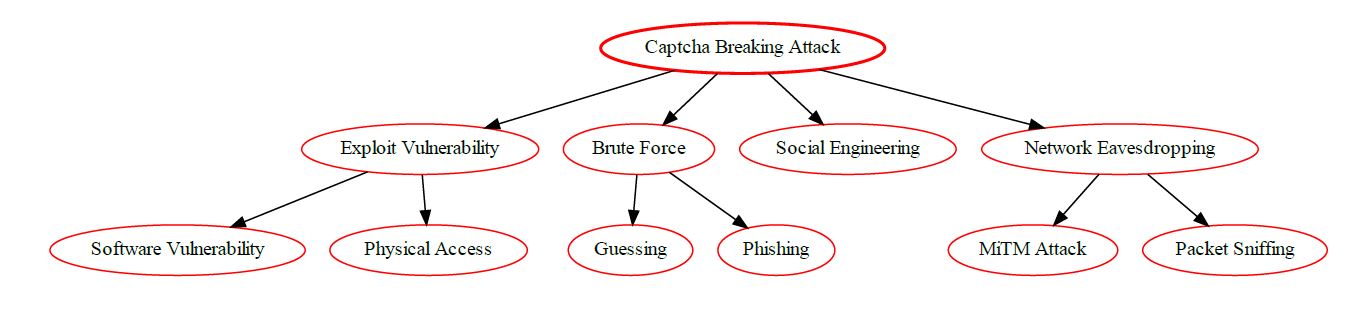 Captcha Breaking Attack
Exploit Vulnerability
Brute Force
Social Engineering
Network Eavesdropping
Software Vulnerability
Physical Access
Guessing
Phishing
MiTM Attack
Packet Sniffing